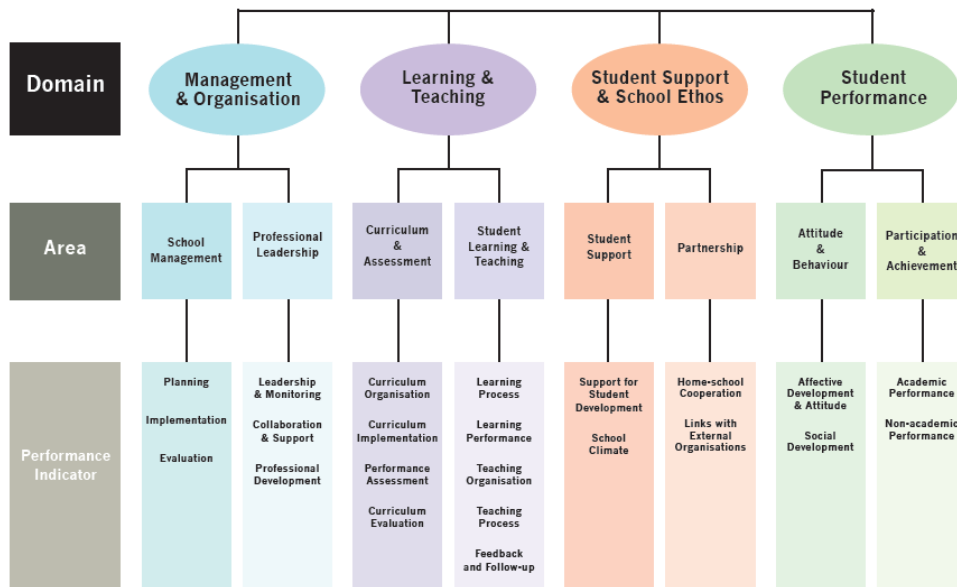 Domain
Management
& Organisation
Learning &
Teaching
Student Support
& School Ethos
Student
Performance
Area
School
Management
Professional
Leadership
Curriculum
&
Assessment
Student
Learning &
Teaching
Student
Support
Partnership
Attitude
&
Behaviour
Participation
&
Achievement
Performance
Indicator
Planning
Implementation
Evaluation
Leadership
& Monitoring
Collaboration
& Support
Professional
Development
Curriculum
Organisation
Curriculum
Implementation
Performance
Assessment
Curriculum
Evaluation
Learning
Process
Learning
Performance
Teaching
Organisation
Teaching
Process
Feedback
and Follow-up
Support for
Student
Development
School
Climate
Home-school
Cooperation
Links with
External
Organisations
Affective
Development
& Attitude
Social
Development
Academic
Performance
Non-academic
Performance